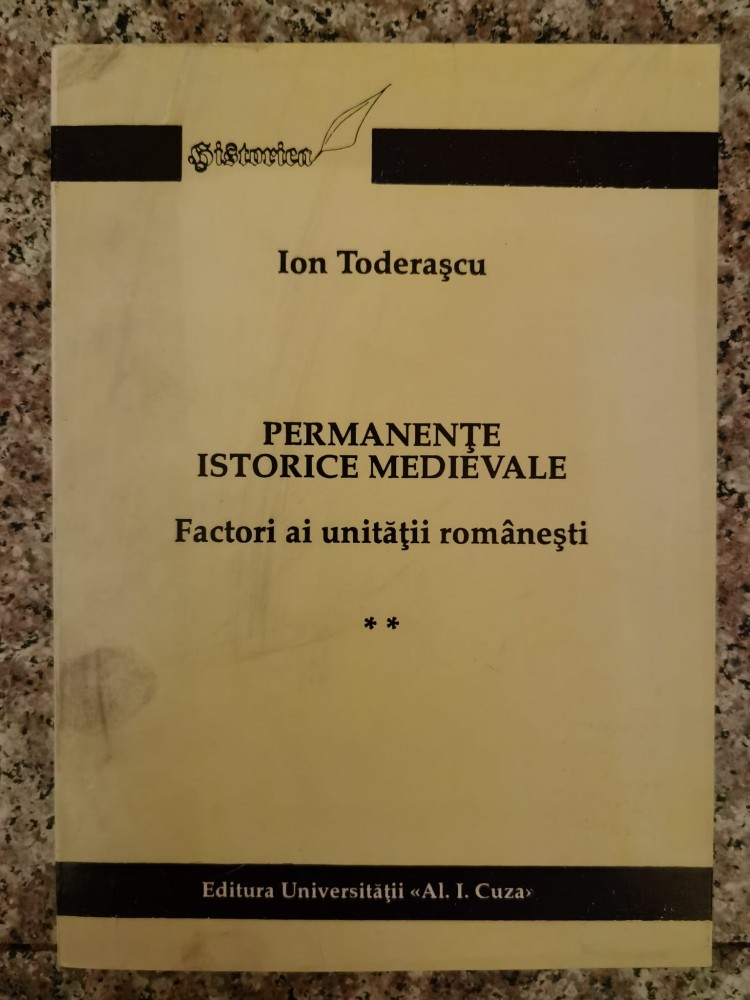 Historica
Ion Toderaşcu
PERMANENŢE
ISTORICE MEDIEVALE
Factori ai unităţii româneşti
* *
Editura Universităţii «Al. I. Cuza»